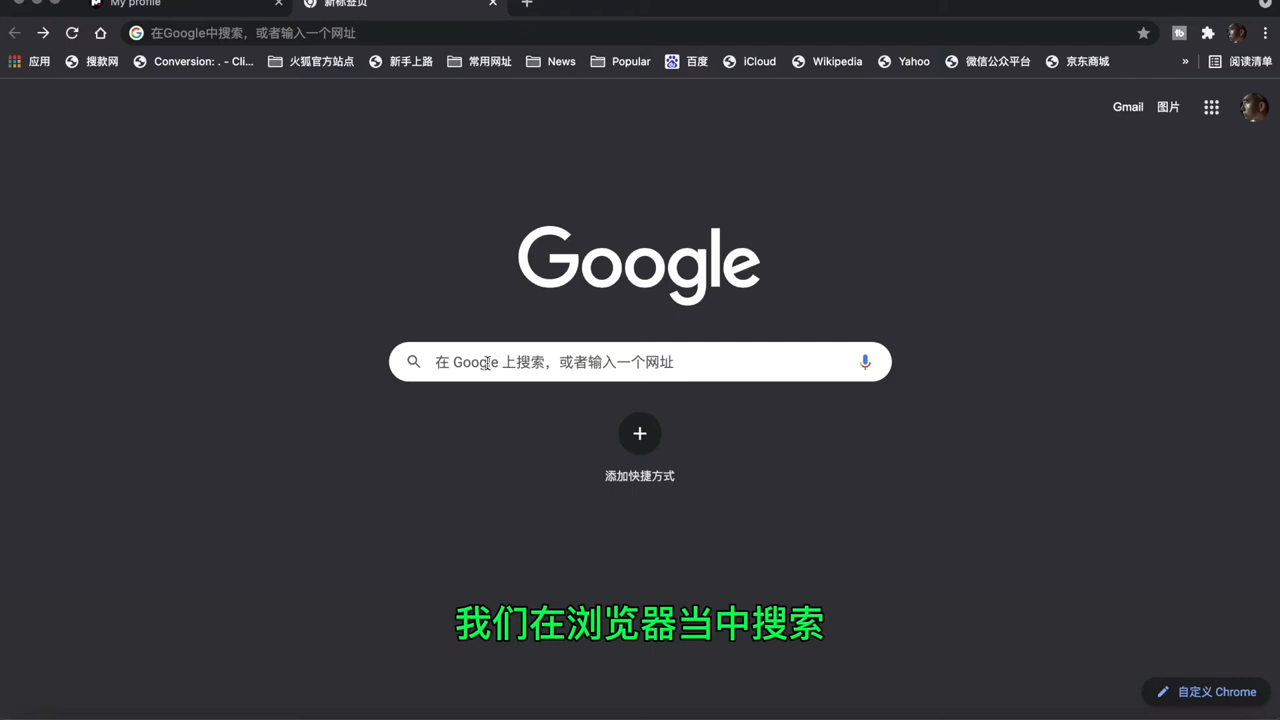 My profile
新标签页
在Google中搜索，或者输入一个网址
应用 搜款网 Conversion: . - Cli... 火狐官方站点 新手上路 常用网址 News Popular 百度 iCloud Wikipedia Yahoo 微信公众平台 京东商城 » 阅读清单
Gmail 图片
Google
在 Google 上搜索，或者输入一个网址
添加快捷方式
我们在浏览器当中搜索
自定义 Chrome